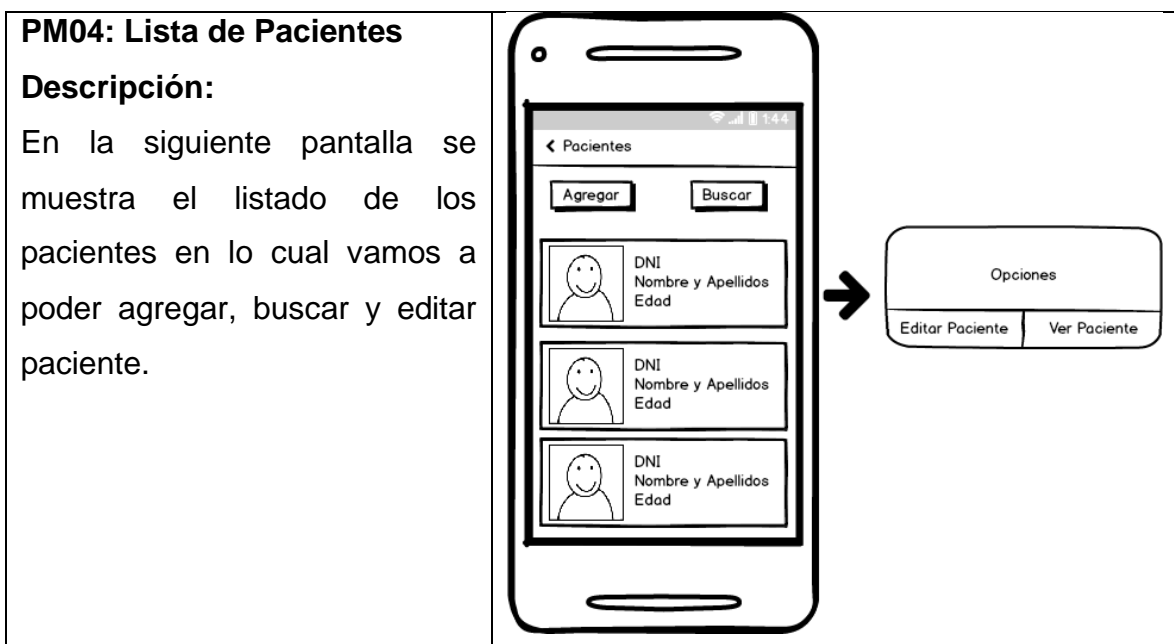 PM04: Lista de Pacientes
Descripción:
En la siguiente pantalla se
muestra el listado de los
pacientes en lo cual vamos a
poder agregar, buscar y editar
paciente.
1:44
Pacientes
Agregar Buscar
DNI
Nombre y Apellidos
Edad
DNI
Nombre y Apellidos
Edad
DNI
Nombre y Apellidos
Edad
Opciones
Editar Paciente Ver Paciente